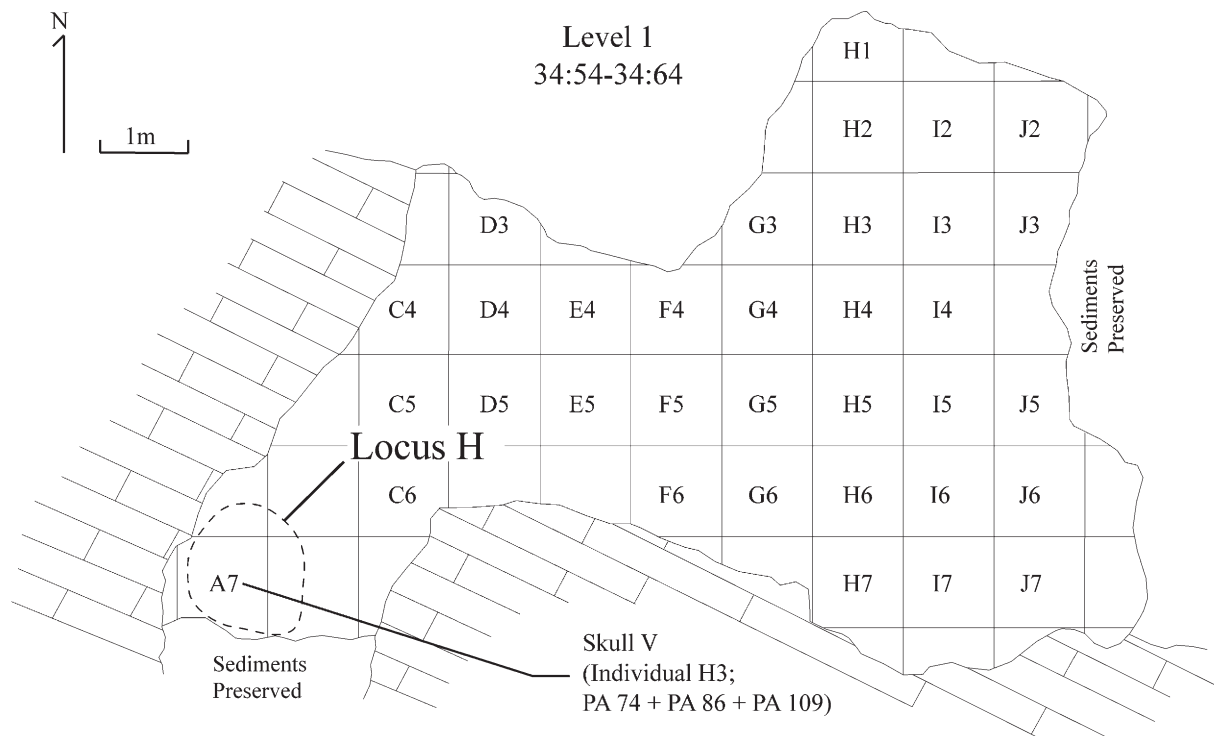 N
1m
Level 1
34:54-34:64
H1
H2 I2 J2
D3 G3 H3 I3 J3
C4 D4 E4 F4 G4 H4 I4
Sediments
Preserved
C5 D5 E5 F5 G5 H5 I5 J5
Locus H
C6 F6 G6 H6 I6 J6
A7 H7 I7 J7
Sediments
Preserved
Skull V
(Individual H3;
PA 74 + PA 86 + PA 109)